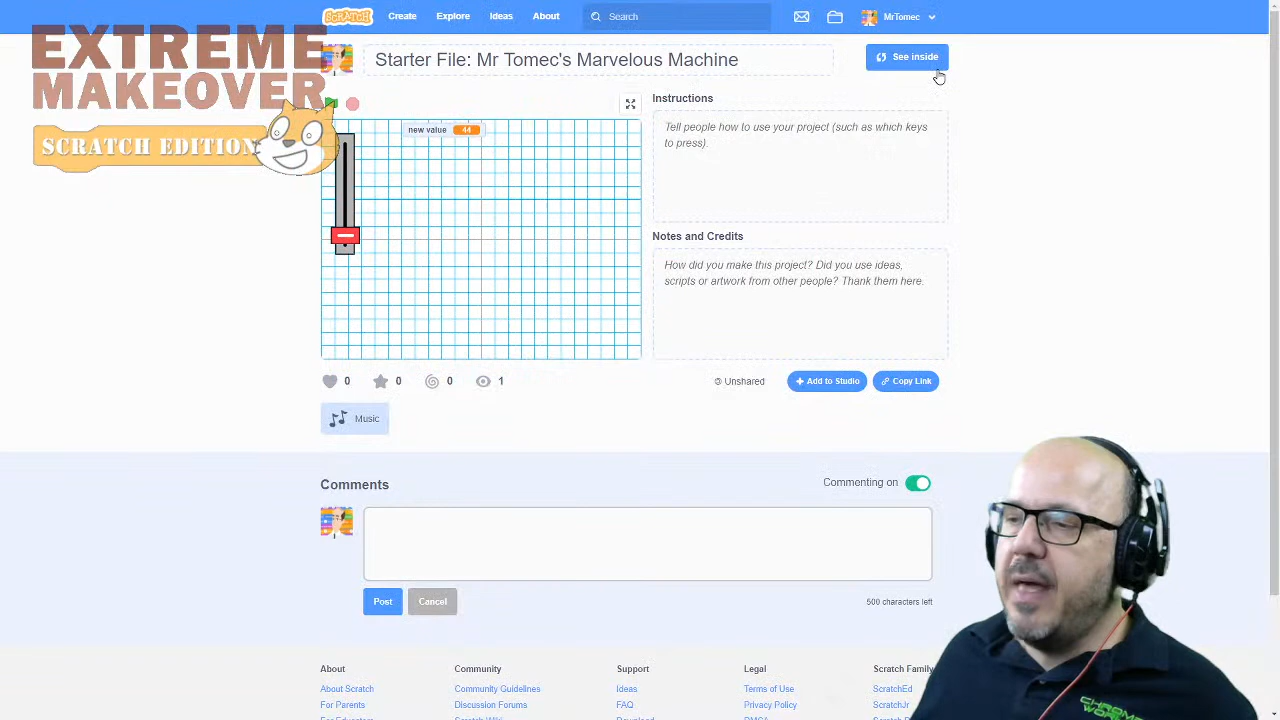 SCRATCH
Create
Explore
Ideas
About
Search
MrTomec
EXTREME
MAKEOVER
SCRATCH EDITION
Starter File: Mr Tomec's Marvelous Machine
See inside
new value 44
Instructions
Tell people how to use your project (such as which keys
to press).
Notes and Credits
How did you make this project? Did you use ideas,
scripts or artwork from other people? Thank them here.
0
0
0
1
Unshared
Add to Studio
Copy Link
Music
Comments
Commenting on
Post
Cancel
500 characters left
About
Community
Support
Legal
Scratch Family
About Scratch
Community Guidelines
Ideas
Terms of Use
ScratchEd
For Parents
Discussion Forums
FAQ
Privacy Policy
ScratchJr